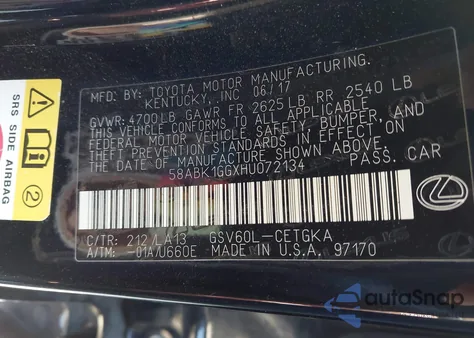 SRS SIDE AIRBAG
2
MFD. BY: TOYOTA MOTOR MANUFACTURING,
KENTUCKY, INC 06/17
GVWR: 4700LB GAWR FR 2625LB RR 2540 LB
THIS VEHICLE CONFORMS TO ALL APPLICABLE
FEDERAL MOTOR VEHICLE SAFETY, BUMPER, AND
THEFT PREVENTION STANDARDS IN EFFECT ON
THE DATE OF MANUFACTURE SHOWN ABOVE.
58ABK1GGXHU072134 PASS. CAR
C/TR: 212/LA13 GSV60L-CETGKA
A/TM: -01A/U660E MADE IN U.S.A. 97170
autoSnap